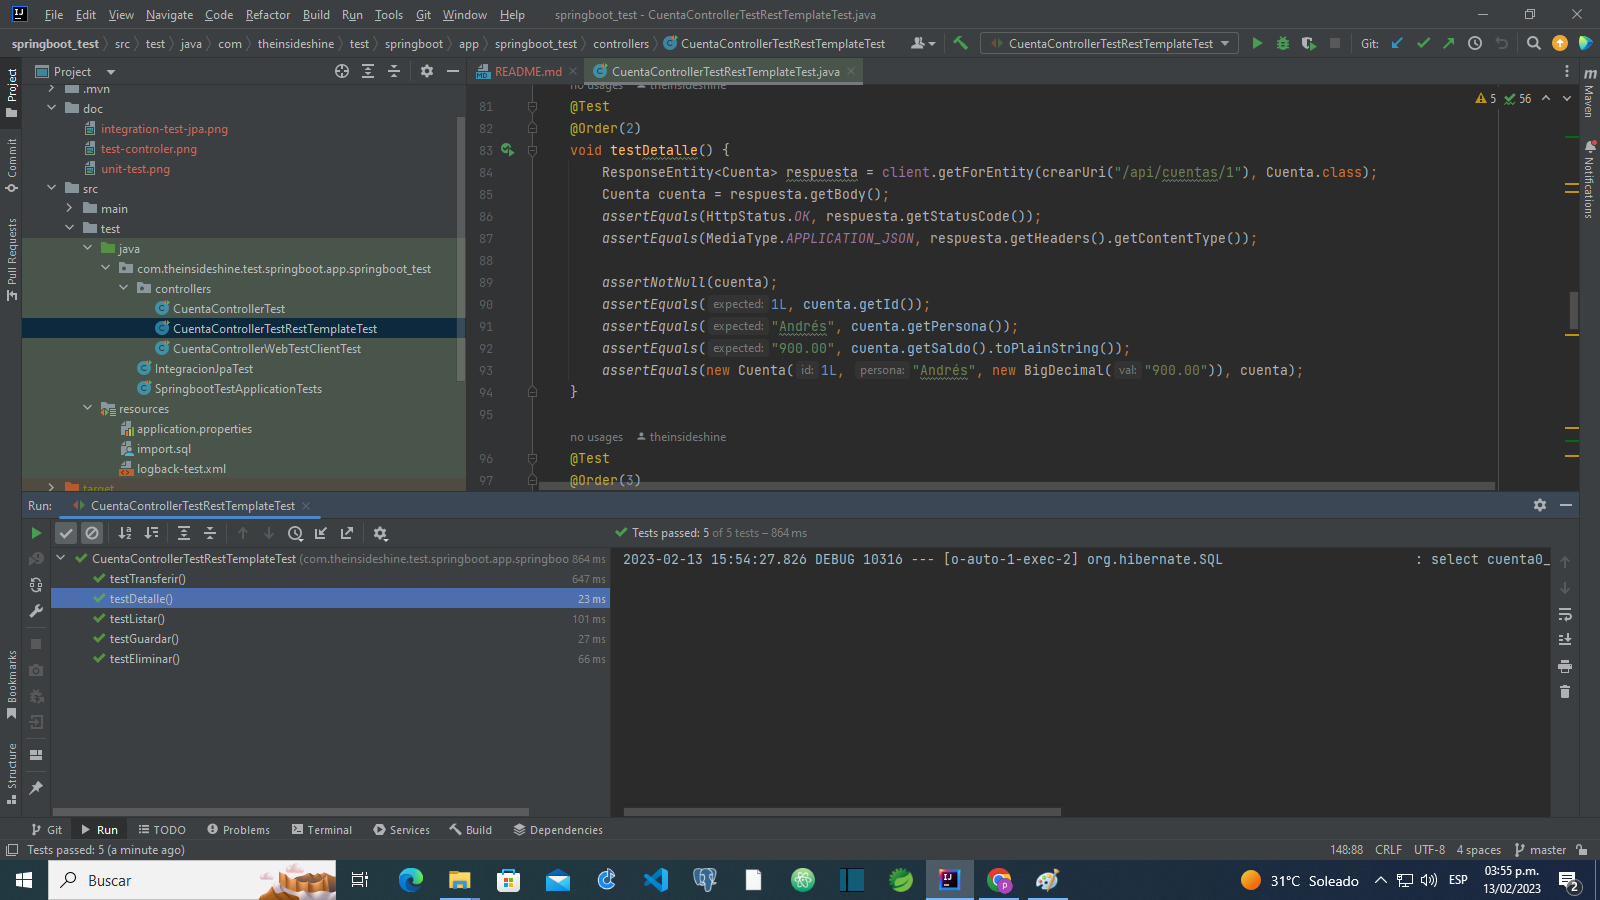 File Edit View Navigate Code Refactor Build Run Tools Git Window Help springboot_test - CuentaControllerTestRestTemplateTest.java
springboot_test src test java com theinsideshine test springboot app springboot_test controllers CuentaControllerTestRestTemplateTest CuentaControllerTestRestTemplateTest Git:
Project
README.md CuentaControllerTestRestTemplateTest.java
Project
Commit
Pull Requests
Bookmarks
Structure
Maven
Notifications
.mvn
doc
integration-test-jpa.png
test-controler.png
unit-test.png
src
main
test
java
com.theinsideshine.test.springboot.app.springboot_test
controllers
CuentaControllerTest
CuentaControllerTestRestTemplateTest
CuentaControllerWebTestClientTest
IntegracionJpaTest
SpringbootTestApplicationTests
resources
application.properties
import.sql
logback-test.xml
target
no usages theinsideshine
5 56
81 @Test
82 @Order(2)
83 void testDetalle() {
84 ResponseEntity<Cuenta> respuesta = client.getForEntity(crearUri("/api/cuentas/1"), Cuenta.class);
85 Cuenta cuenta = respuesta.getBody();
86 assertEquals(HttpStatus.OK, respuesta.getStatusCode());
87 assertEquals(MediaType.APPLICATION_JSON, respuesta.getHeaders().getContentType());
88
89 assertNotNull(cuenta);
90 assertEquals( expected: 1L, cuenta.getId());
91 assertEquals( expected: "Andrés", cuenta.getPersona());
92 assertEquals( expected: "900.00", cuenta.getSaldo().toPlainString());
93 assertEquals(new Cuenta( id: 1L, persona: "Andrés", new BigDecimal( val: "900.00")), cuenta);
94 }
95
no usages theinsideshine
96 @Test
97 @Order(3)
Run: CuentaControllerTestRestTemplateTest
Tests passed: 5 of 5 tests – 864 ms
CuentaControllerTestRestTemplateTest (com.theinsideshine.test.springboot.app.springboo 864 ms
testTransferir() 647 ms
testDetalle() 23 ms
testListar() 101 ms
testGuardar() 27 ms
testEliminar() 66 ms
2023-02-13 15:54:27.826 DEBUG 10316 --- [o-auto-1-exec-2] org.hibernate.SQL : select cuenta0_
Git Run TODO Problems Terminal Services Build Dependencies
Tests passed: 5 (a minute ago) 148:88 CRLF UTF-8 4 spaces master
Buscar
31°C Soleado ESP
03:55 p.m.
13/02/2023
2